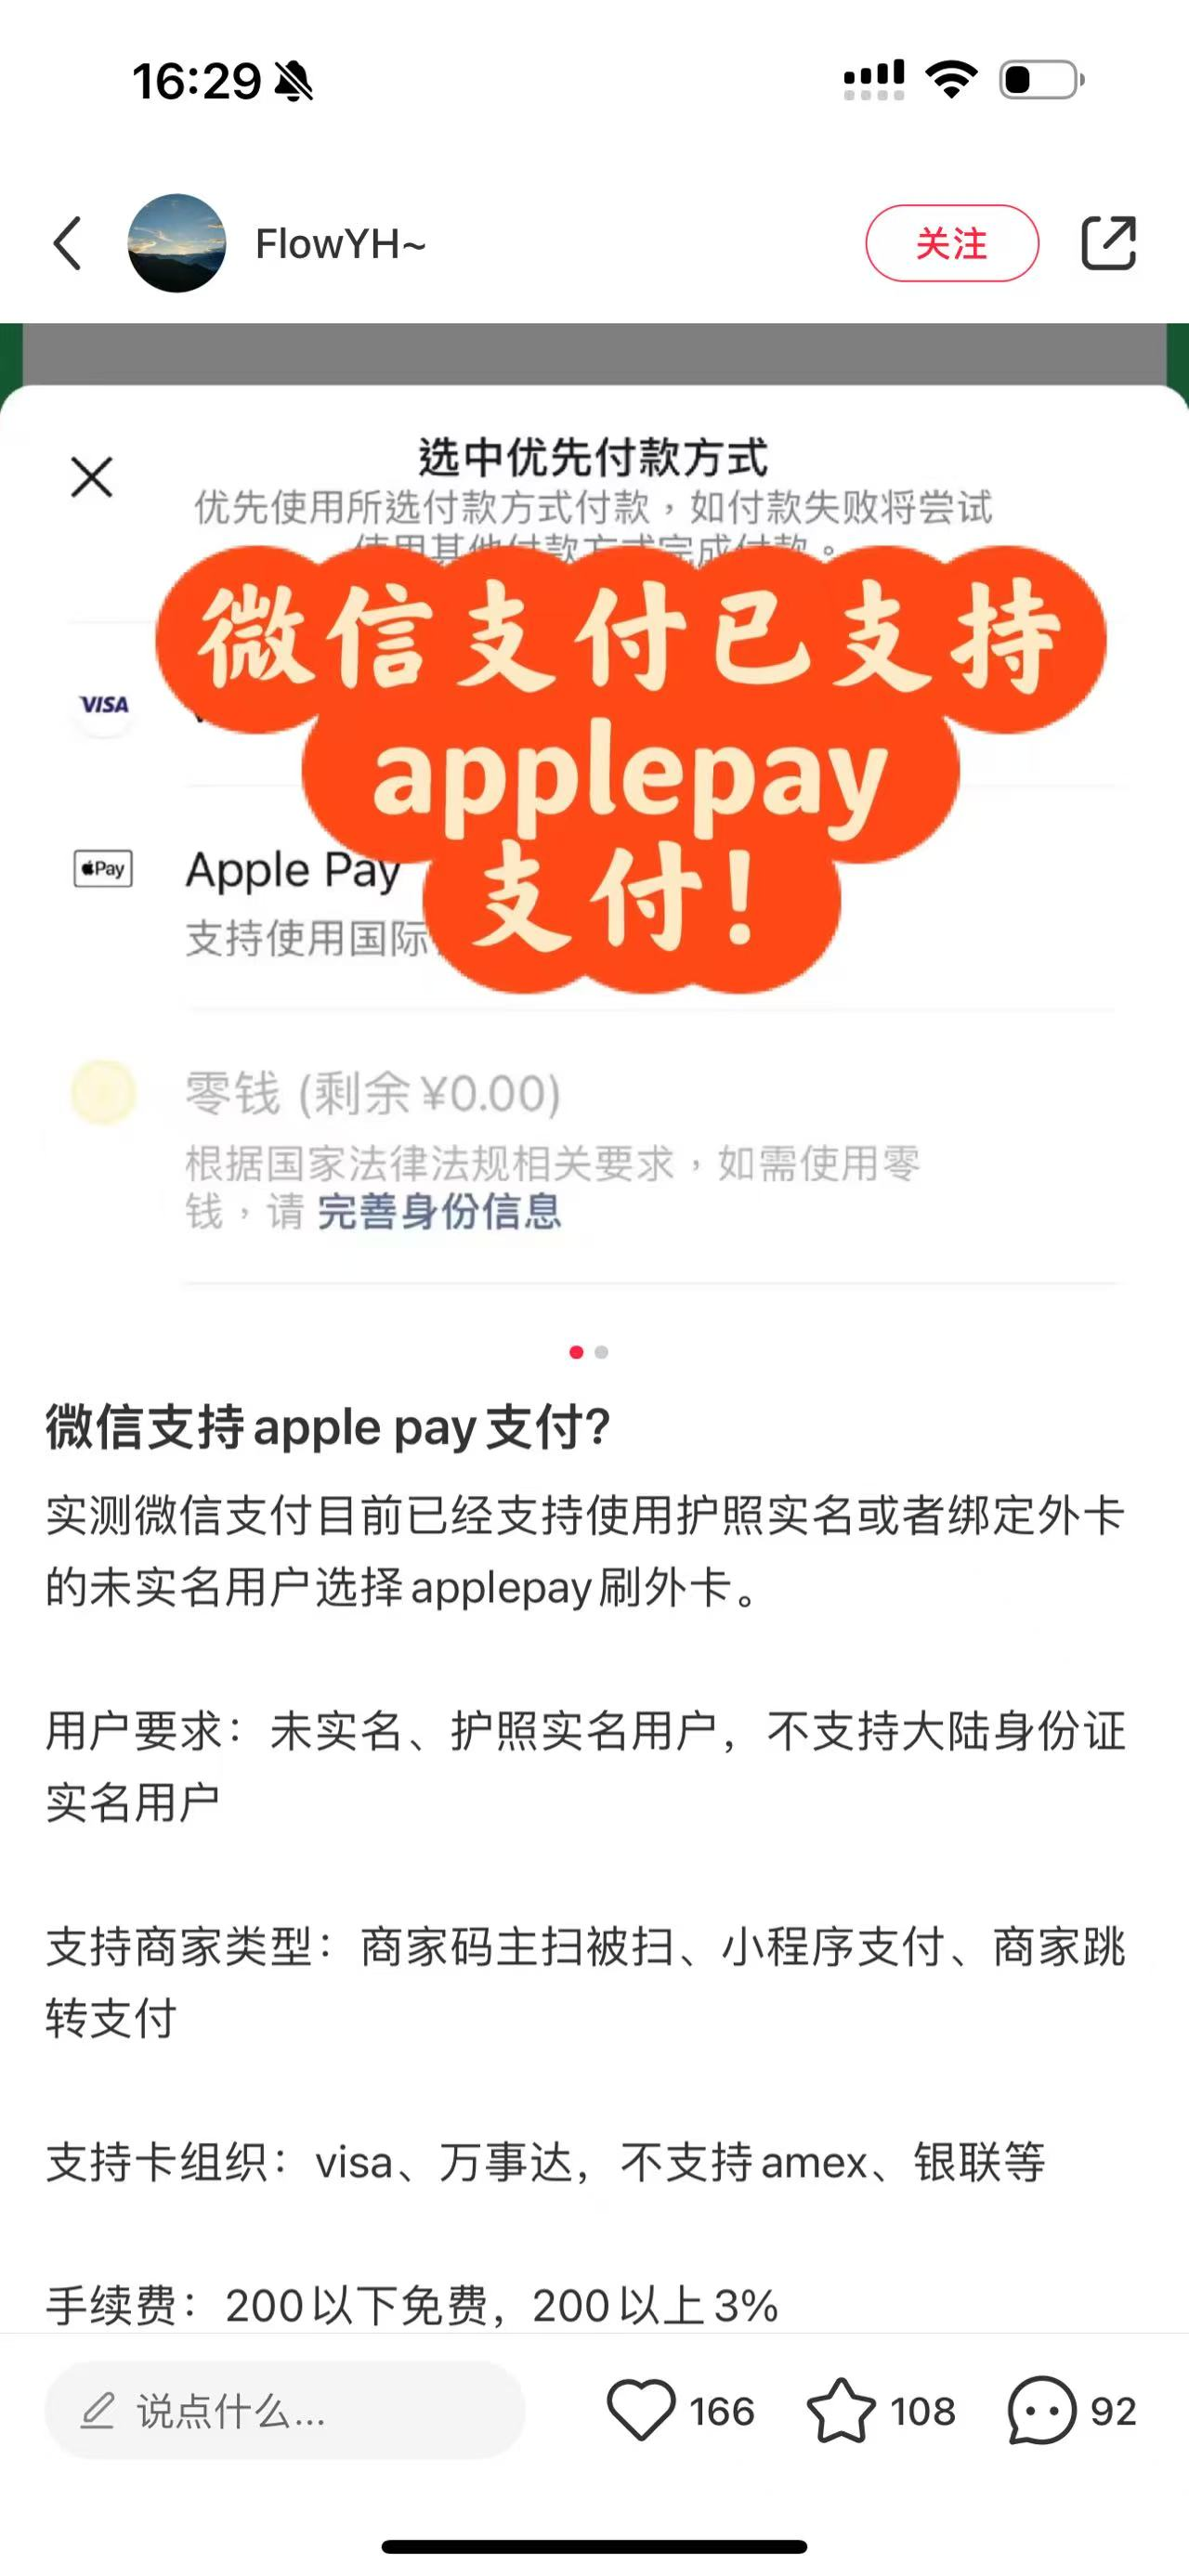 16:29
FlowYH~
关注
选中优先付款方式
优先使用所选付款方式付款，如付款失败将尝试
使用其他付款方式完成付款。
微信支付已支持
applepay
支付！
VISA
Pay
Apple Pay
支持使用国际
零钱 (剩余¥0.00)
根据国家法律法规相关要求，如需使用零
钱，请 完善身份信息
微信支持apple pay支付?
实测微信支付目前已经支持使用护照实名或者绑定外卡
的未实名用户选择applepay刷外卡。
用户要求：未实名、护照实名用户，不支持大陆身份证
实名用户
支持商家类型：商家码主扫被扫、小程序支付、商家跳
转支付
支持卡组织：visa、万事达，不支持amex、银联等
手续费：200以下免费，200以上3%
说点什么...
166
108
92